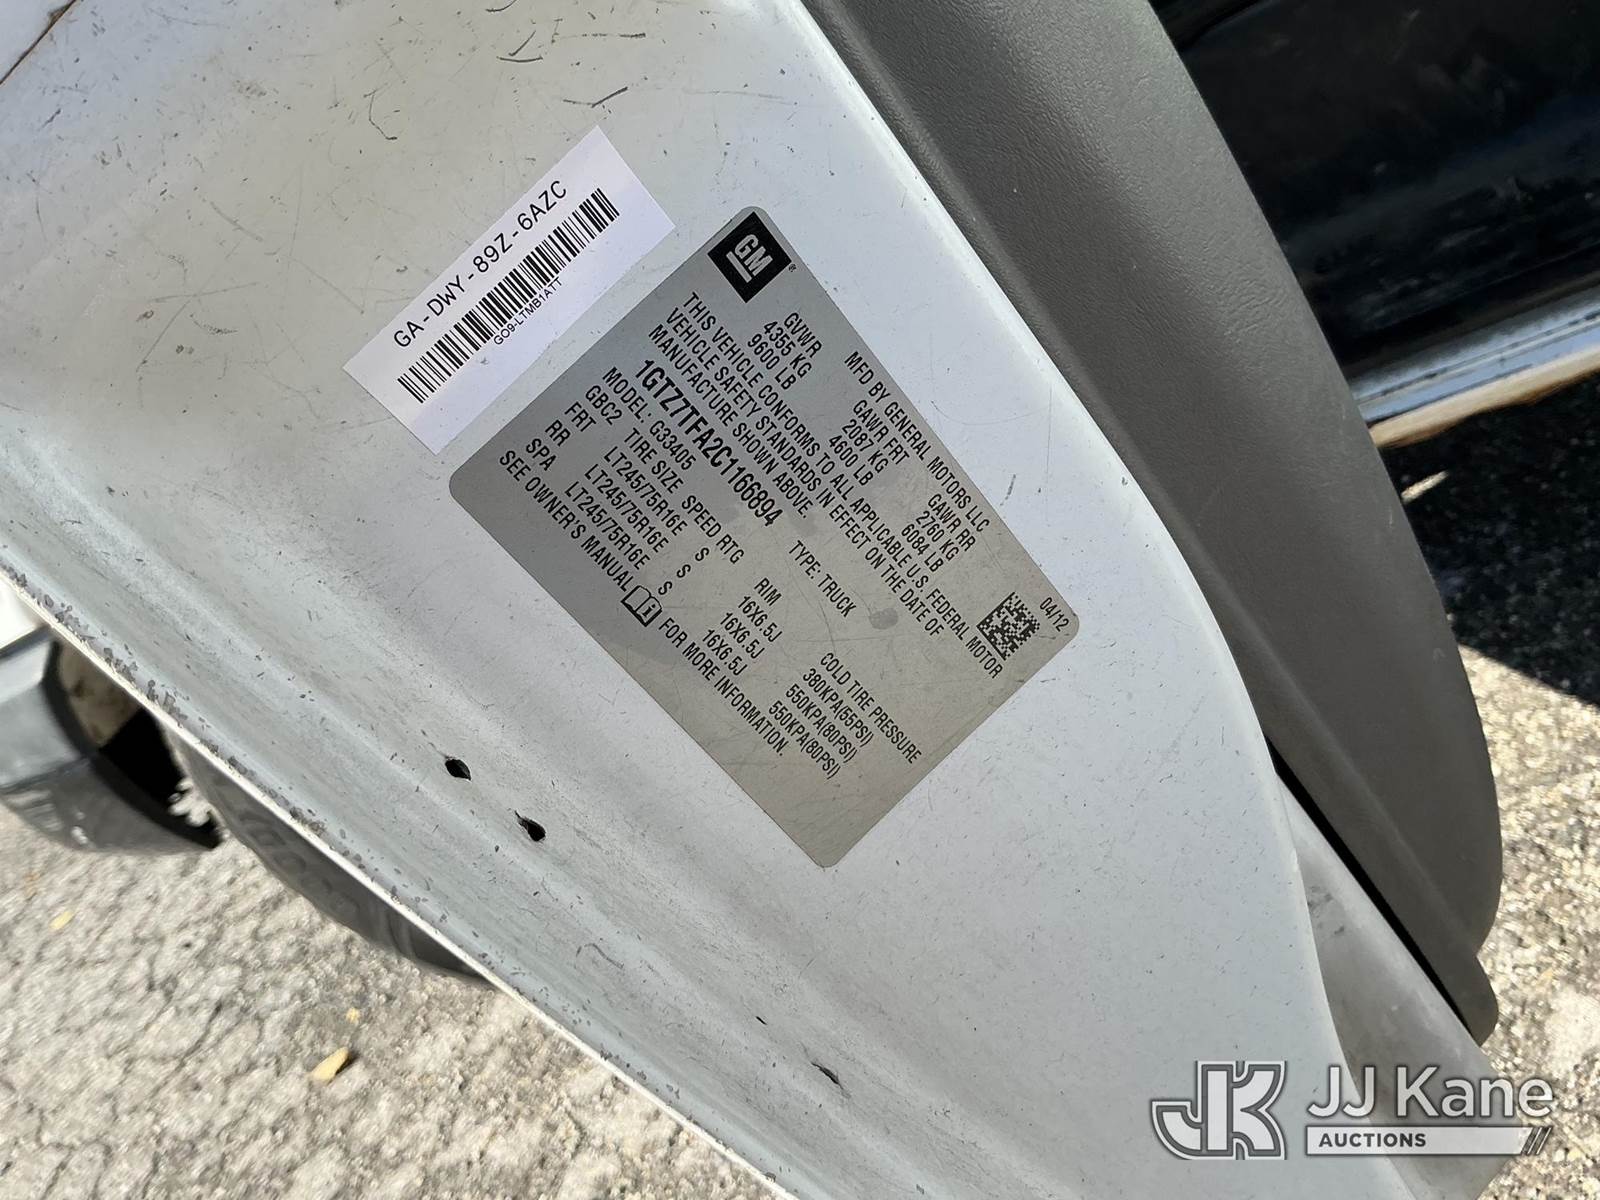 GA-DWY-89Z-6AZC
GO9-LTMB1ATT
GM
MFD BY GENERAL MOTORS LLC
04/12
GVWR GAWR FRT GAWR RR
4355 KG 2087 KG 2760 KG
9600 LB 4600 LB 6084 LB
THIS VEHICLE CONFORMS TO ALL APPLICABLE U.S. FEDERAL MOTOR
VEHICLE SAFETY STANDARDS IN EFFECT ON THE DATE OF
MANUFACTURE SHOWN ABOVE.
1GTZ7TFA2C1166894 TYPE: TRUCK
MODEL: G33405
GBC2 TIRE SIZE SPEED RTG RIM COLD TIRE PRESSURE
FRT LT245/75R16E S 16X6.5J 380KPA(55PSI)
RR LT245/75R16E S 16X6.5J 550KPA(80PSI)
SPA LT245/75R16E S 16X6.5J 550KPA(80PSI)
SEE OWNER'S MANUAL FOR MORE INFORMATION.
JJ Kane
AUCTIONS